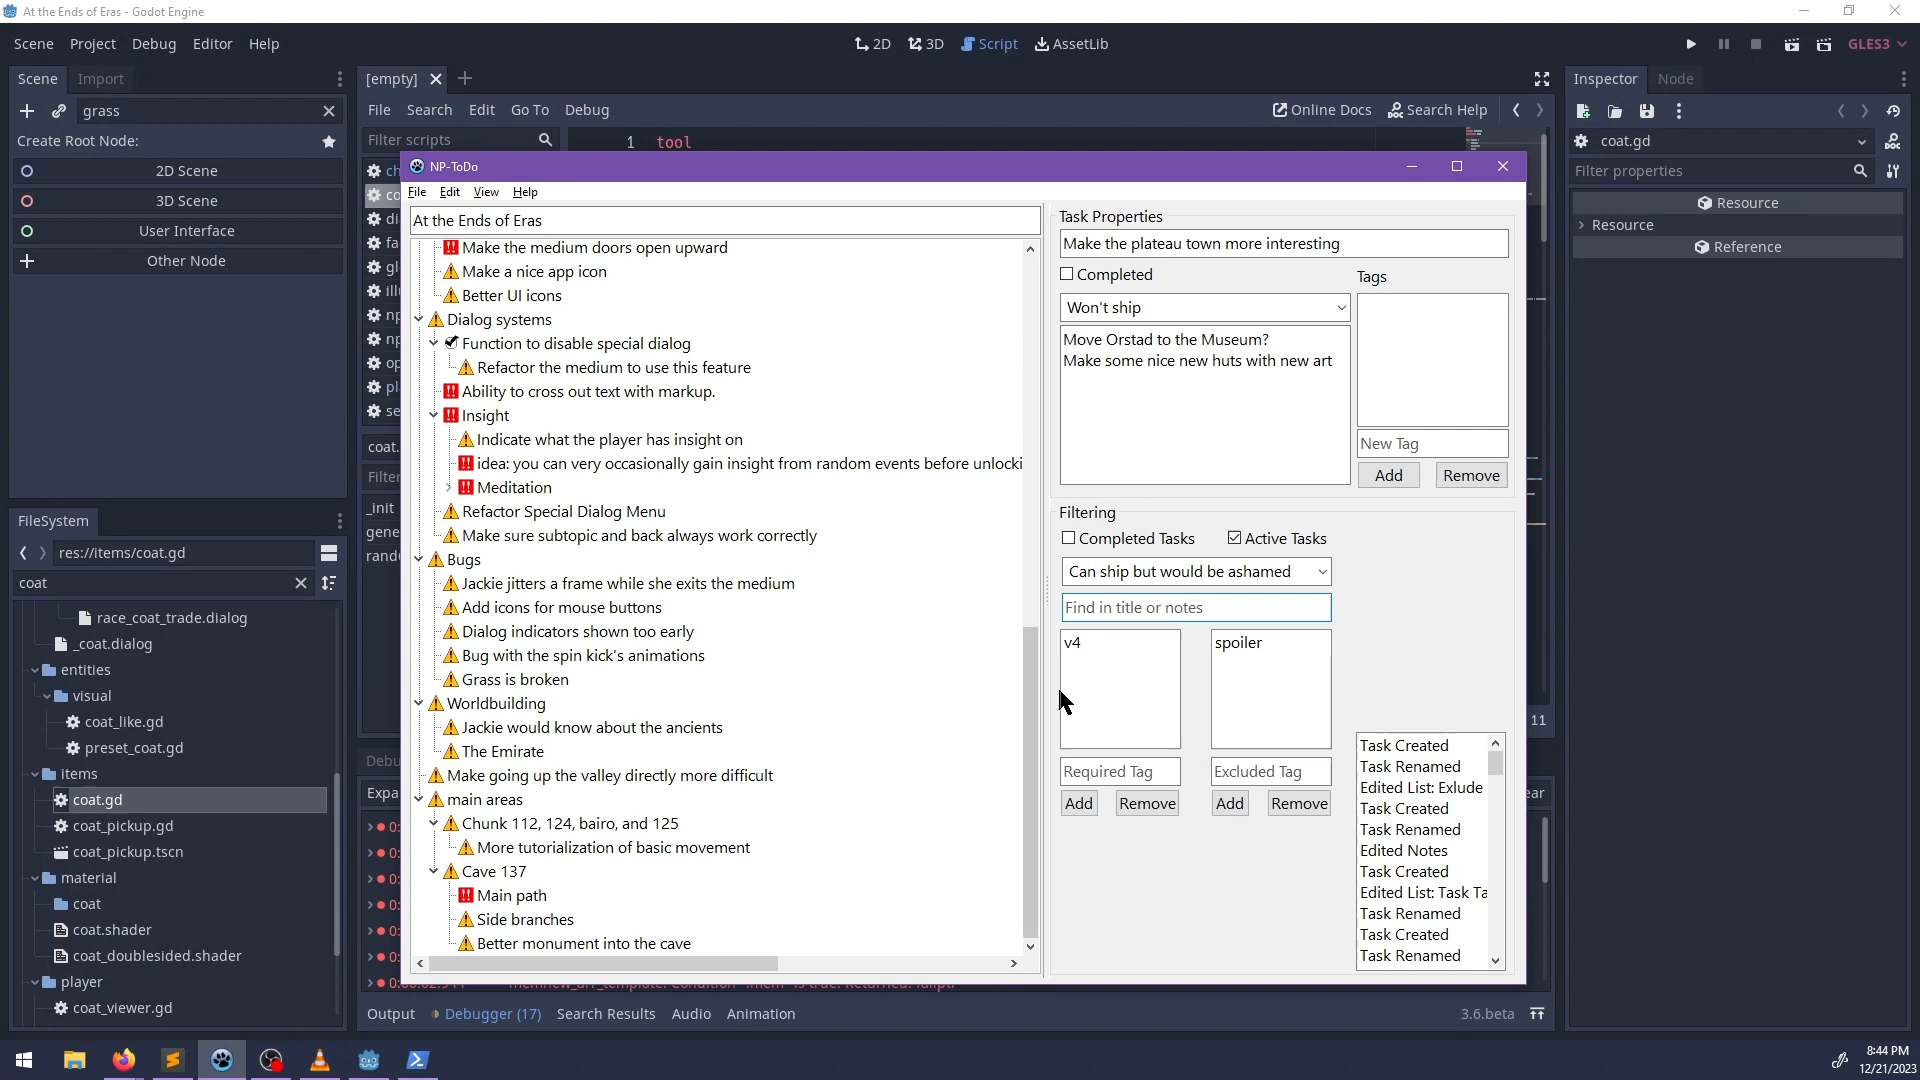 At the Ends of Eras - Godot Engine
Scene Project Debug Editor Help
2D 3D Script AssetLib
GLES3
Scene Import
grass
Create Root Node:
2D Scene
3D Scene
User Interface
Other Node
FileSystem
res://items/coat.gd
coat
race_coat_trade.dialog
_coat.dialog
entities
visual
coat_like.gd
preset_coat.gd
items
coat.gd
coat_pickup.gd
coat_pickup.tscn
material
coat
coat.shader
coat_doublesided.shader
player
coat_viewer.gd
[empty]
File Search Edit Go To Debug
Online Docs Search Help
Filter scripts
1 tool
NP-ToDo
File Edit View Help
At the Ends of Eras
Make the medium doors open upward
Make a nice app icon
Better UI icons
Dialog systems
Function to disable special dialog
Refactor the medium to use this feature
Ability to cross out text with markup.
Insight
Indicate what the player has insight on
idea: you can very occasionally gain insight from random events before unlocki
Meditation
Refactor Special Dialog Menu
Make sure subtopic and back always work correctly
Bugs
Jackie jitters a frame while she exits the medium
Add icons for mouse buttons
Dialog indicators shown too early
Bug with the spin kick's animations
Grass is broken
Worldbuilding
Jackie would know about the ancients
The Emirate
Make going up the valley directly more difficult
main areas
Chunk 112, 124, bairo, and 125
More tutorialization of basic movement
Cave 137
Main path
Side branches
Better monument into the cave
Task Properties
Make the plateau town more interesting
Completed
Tags
Won't ship
Move Orstad to the Museum?
Make some nice new huts with new art
New Tag
Add Remove
Filtering
Completed Tasks Active Tasks
Can ship but would be ashamed
Find in title or notes
v4
spoiler
Required Tag Excluded Tag
Add Remove Add Remove
Task Created
Task Renamed
Edited List: Exlude
Task Created
Task Renamed
Edited Notes
Task Created
Edited List: Task Ta
Task Renamed
Task Created
Task Renamed
coat.
Filter
_init
gene
rand
Debu
Expa
11
ear
Output Debugger (17) Search Results Audio Animation
3.6.beta
Inspector Node
coat.gd
Filter properties
Resource
Resource
Reference
8:44 PM
12/21/2023